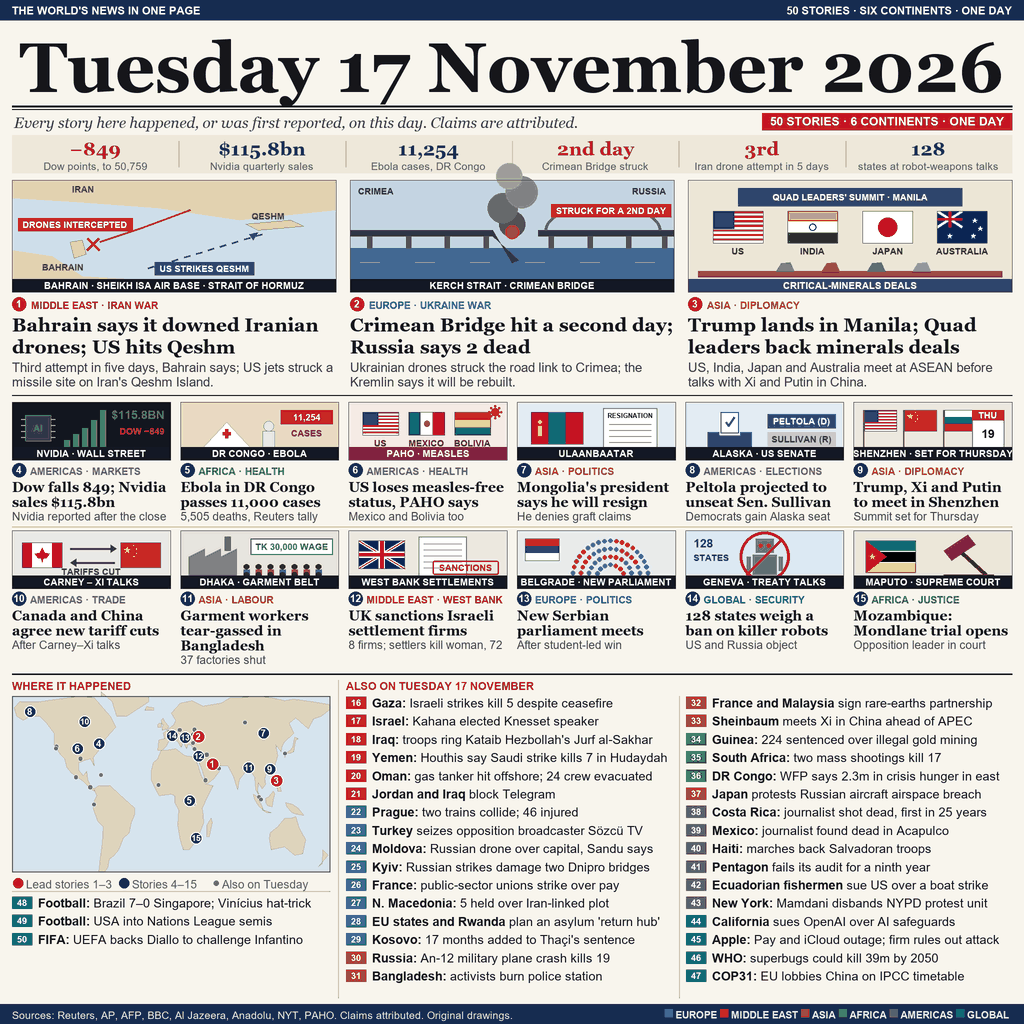 THE WORLD'S NEWS IN ONE PAGE
50 STORIES · SIX CONTINENTS · ONE DAY
Tuesday 17 November 2026
Every story here happened, or was first reported, on this day. Claims are attributed.
50 STORIES · 6 CONTINENTS · ONE DAY
−849
Dow points, to 50,759
$115.8bn
Nvidia quarterly sales
11,254
Ebola cases, DR Congo
2nd day
Crimean Bridge struck
3rd
Iran drone attempt in 5 days
128
states at robot-weapons talks
IRAN
DRONES INTERCEPTED
QESHM
BAHRAIN
US STRIKES QESHM
BAHRAIN · SHEIKH ISA AIR BASE · STRAIT OF HORMUZ
1 MIDDLE EAST · IRAN WAR
Bahrain says it downed Iranian
drones; US hits Qeshm
Third attempt in five days, Bahrain says; US jets struck a
missile site on Iran's Qeshm Island.
CRIMEA
RUSSIA
STRUCK FOR A 2ND DAY
KERCH STRAIT · CRIMEAN BRIDGE
2 EUROPE · UKRAINE WAR
Crimean Bridge hit a second day;
Russia says 2 dead
Ukrainian drones struck the road link to Crimea; the
Kremlin says it will be rebuilt.
QUAD LEADERS' SUMMIT · MANILA
US
INDIA
JAPAN
AUSTRALIA
CRITICAL-MINERALS DEALS
3 ASIA · DIPLOMACY
Trump lands in Manila; Quad
leaders back minerals deals
US, India, Japan and Australia meet at ASEAN before
talks with Xi and Putin in China.
AI
$115.8BN
DOW −849
NVIDIA · WALL STREET
4 AMERICAS · MARKETS
Dow falls 849; Nvidia
sales $115.8bn
Nvidia reported after the close
11,254
CASES
DR CONGO · EBOLA
5 AFRICA · HEALTH
Ebola in DR Congo
passes 11,000 cases
5,505 deaths, Reuters tally
US
MEXICO
BOLIVIA
PAHO · MEASLES
6 AMERICAS · HEALTH
US loses measles-free
status, PAHO says
Mexico and Bolivia too
RESIGNATION
ULAANBAATAR
7 ASIA · POLITICS
Mongolia's president
says he will resign
He denies graft claims
PELTOLA (D)
SULLIVAN (R)
ALASKA · US SENATE
8 AMERICAS · ELECTIONS
Peltola projected to
unseat Sen. Sullivan
Democrats gain Alaska seat
THU
19
SHENZHEN · SET FOR THURSDAY
9 ASIA · DIPLOMACY
Trump, Xi and Putin
to meet in Shenzhen
Summit set for Thursday
TARIFFS CUT
CARNEY – XI TALKS
10 AMERICAS · TRADE
Canada and China
agree new tariff cuts
After Carney–Xi talks
TK 30,000 WAGE
DHAKA · GARMENT BELT
11 ASIA · LABOUR
Garment workers
tear-gassed in
Bangladesh
37 factories shut
SANCTIONS
WEST BANK SETTLEMENTS
12 MIDDLE EAST · WEST BANK
UK sanctions Israeli
settlement firms
8 firms; settlers kill woman, 72
BELGRADE · NEW PARLIAMENT
13 EUROPE · POLITICS
New Serbian
parliament meets
After student-led win
128
STATES
GENEVA · TREATY TALKS
14 GLOBAL · SECURITY
128 states weigh a
ban on killer robots
US and Russia object
MAPUTO · SUPREME COURT
15 AFRICA · JUSTICE
Mozambique:
Mondlane trial opens
Opposition leader in court
WHERE IT HAPPENED
8
10
6
4
14
13
2
12
1
7
11
9
3
5
15
Lead stories 1–3
Stories 4–15
Also on Tuesday
48 Football: Brazil 7–0 Singapore; Vinícius hat-trick
49 Football: USA into Nations League semis
50 FIFA: UEFA backs Diallo to challenge Infantino
ALSO ON TUESDAY 17 NOVEMBER
16 Gaza: Israeli strikes kill 5 despite ceasefire
17 Israel: Kahana elected Knesset speaker
18 Iraq: troops ring Kataib Hezbollah's Jurf al-Sakhar
19 Yemen: Houthis say Saudi strike kills 7 in Hudaydah
20 Oman: gas tanker hit offshore; 24 crew evacuated
21 Jordan and Iraq block Telegram
22 Prague: two trains collide; 46 injured
23 Turkey seizes opposition broadcaster Sözcü TV
24 Moldova: Russian drone over capital, Sandu says
25 Kyiv: Russian strikes damage two Dnipro bridges
26 France: public-sector unions strike over pay
27 N. Macedonia: 5 held over Iran-linked plot
28 EU states and Rwanda plan an asylum 'return hub'
29 Kosovo: 17 months added to Thaçi's sentence
30 Russia: An-12 military plane crash kills 19
31 Bangladesh: activists burn police station
32 France and Malaysia sign rare-earths partnership
33 Sheinbaum meets Xi in China ahead of APEC
34 Guinea: 224 sentenced over illegal gold mining
35 South Africa: two mass shootings kill 17
36 DR Congo: WFP says 2.3m in crisis hunger in east
37 Japan protests Russian aircraft airspace breach
38 Costa Rica: journalist shot dead, first in 25 years
39 Mexico: journalist found dead in Acapulco
40 Haiti: marches back Salvadoran troops
41 Pentagon fails its audit for a ninth year
42 Ecuadorian fishermen sue US over a boat strike
43 New York: Mamdani disbands NYPD protest unit
44 California sues OpenAI over AI safeguards
45 Apple: Pay and iCloud outage; firm rules out attack
46 WHO: superbugs could kill 39m by 2050
47 COP31: EU lobbies China on IPCC timetable
Sources: Reuters, AP, AFP, BBC, Al Jazeera, Anadolu, NYT, PAHO. Claims attributed. Original drawings.
EUROPE MIDDLE EAST ASIA AFRICA AMERICAS GLOBAL